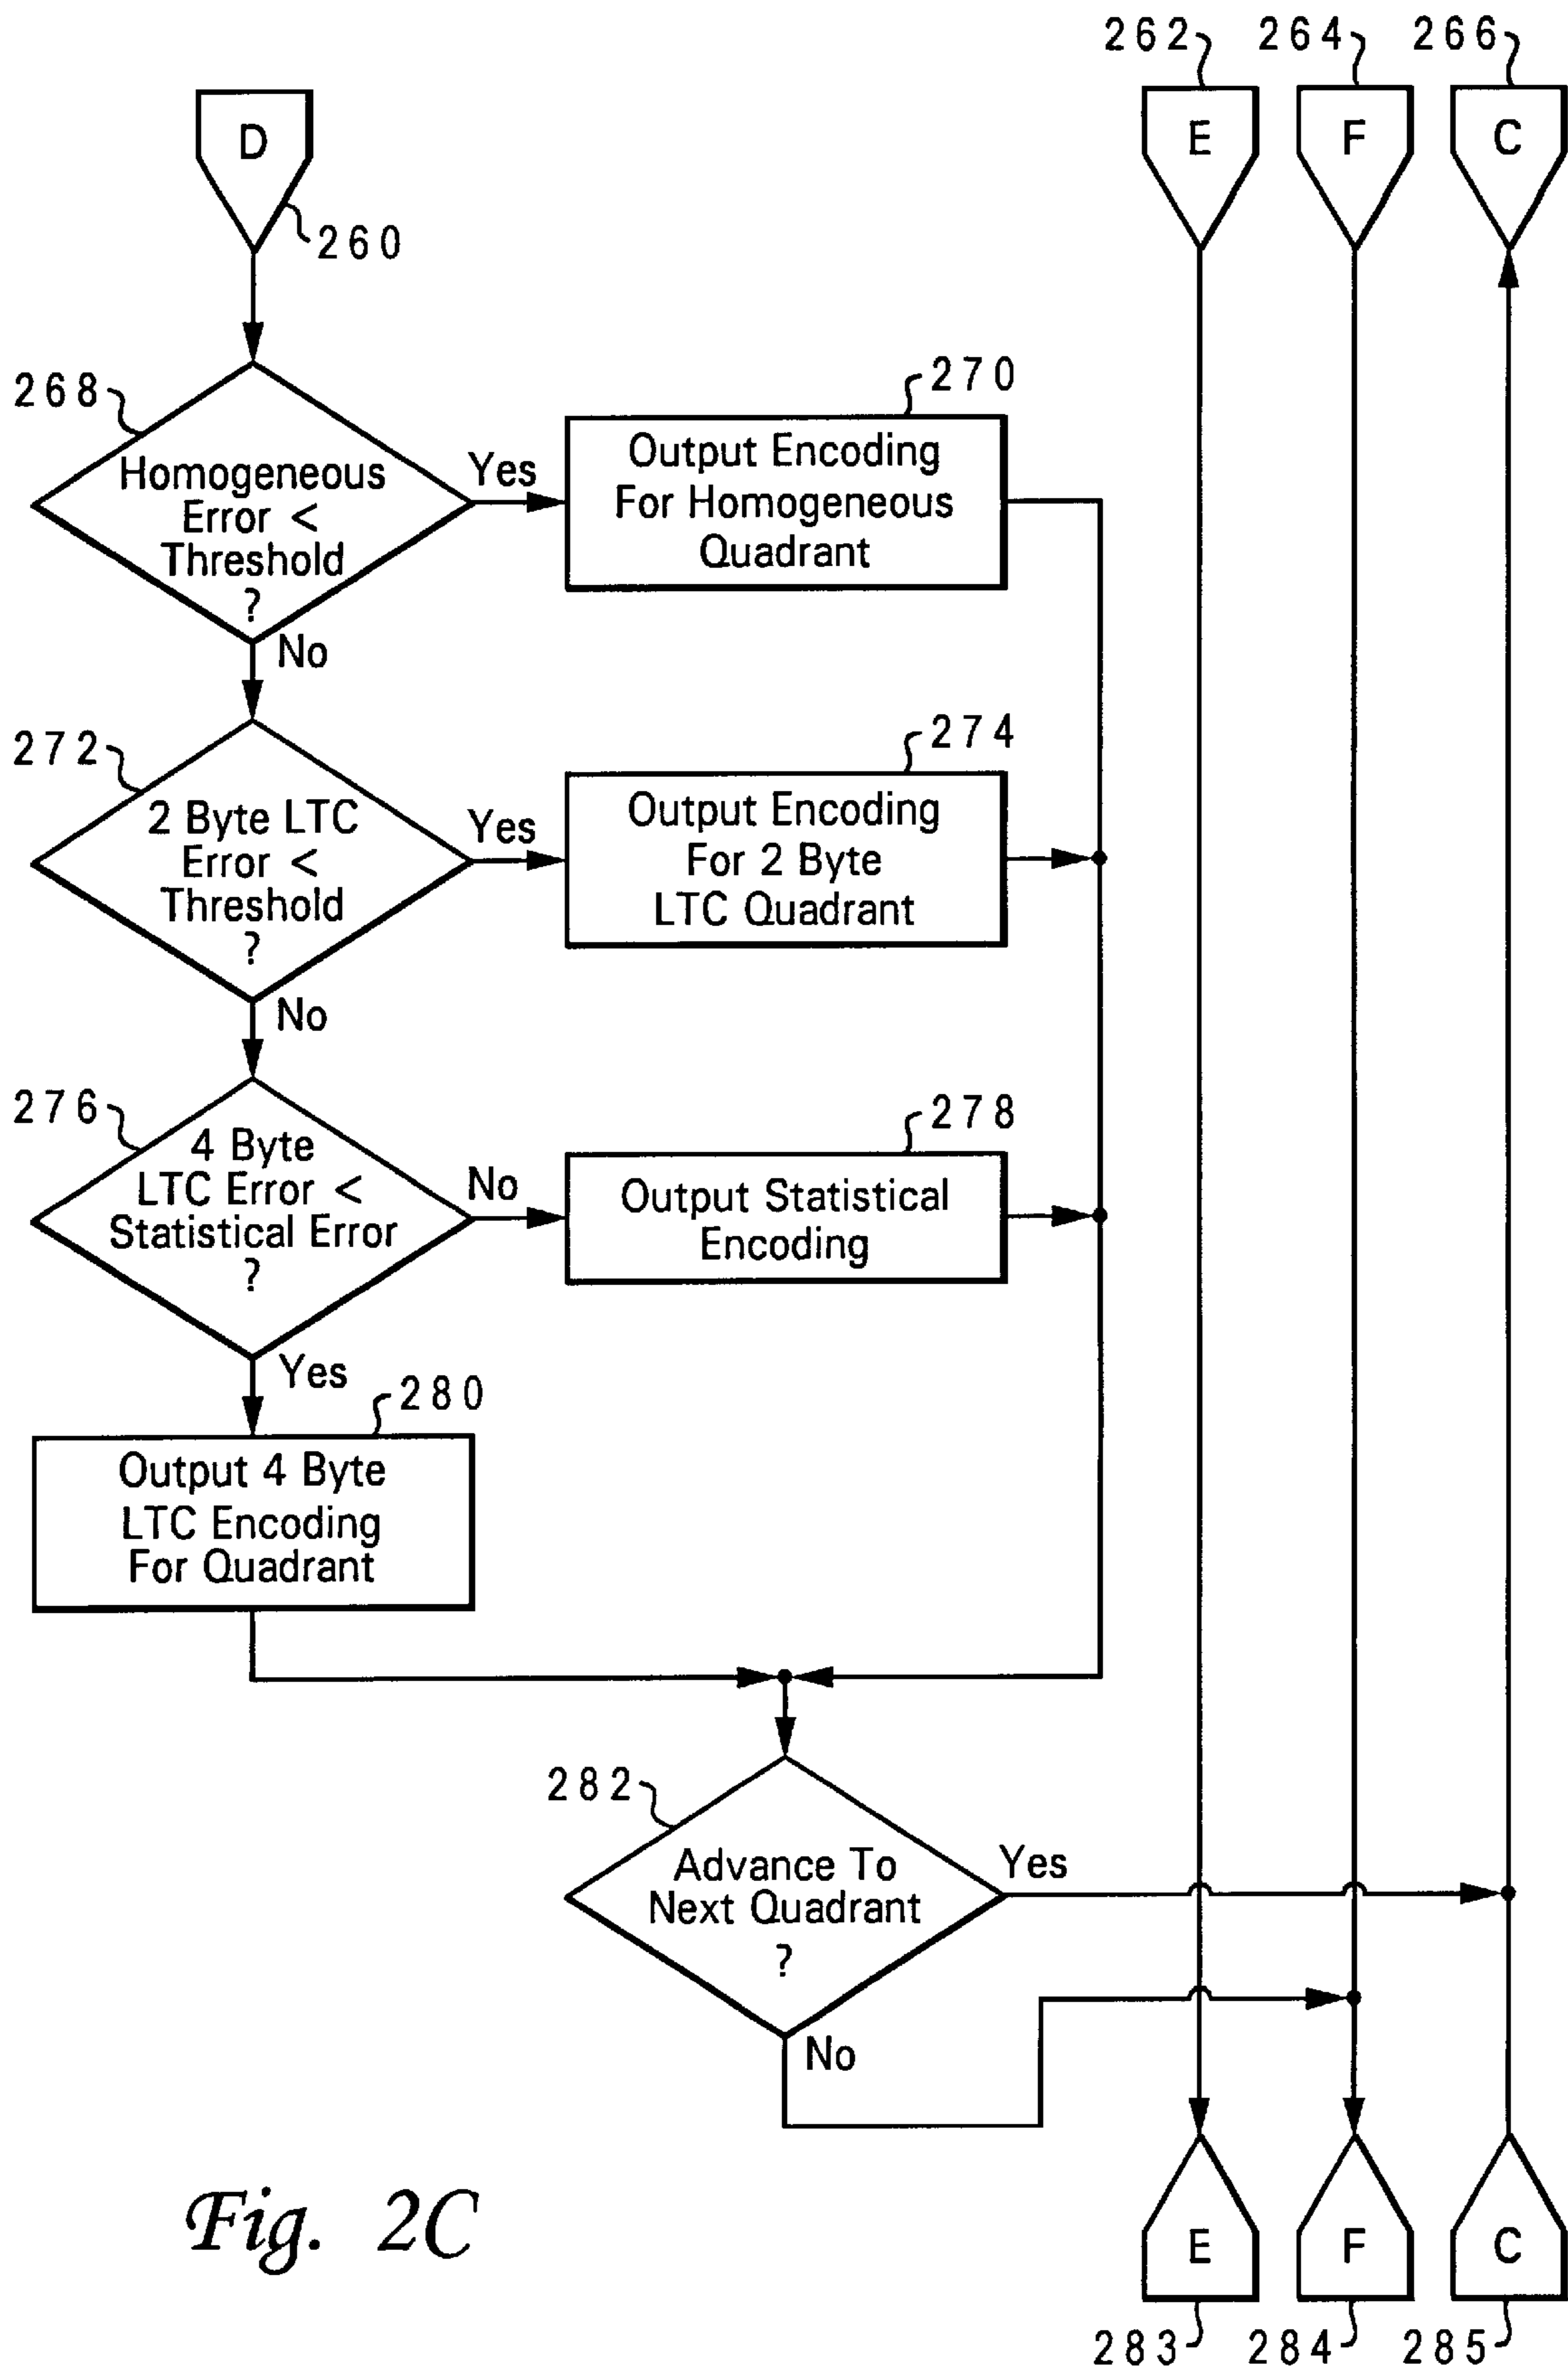 262 264 266
D E F C
260
268
Homogeneous
Error <
Threshold
?
Yes
No
270
Output Encoding
For Homogeneous
Quadrant
272
2 Byte LTC
Error <
Threshold
?
Yes
No
274
Output Encoding
For 2 Byte
LTC Quadrant
276
4 Byte
LTC Error <
Statistical Error
?
No
Yes
278
Output Statistical
Encoding
280
Output 4 Byte
LTC Encoding
For Quadrant
282
Advance To
Next Quadrant
?
Yes
No
E F C
283 284 285
Fig. 2C